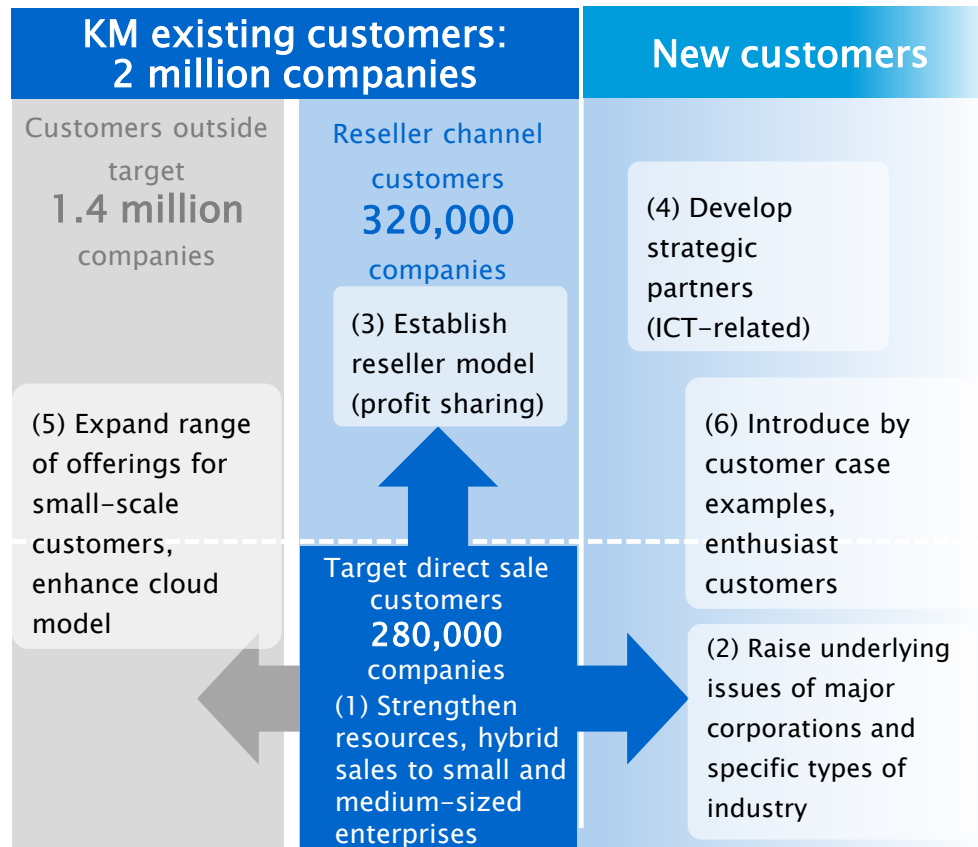 KM existing customers:
2 million companies
New customers
Customers outside
target
1.4 million
companies
Reseller channel
customers
320,000
companies
(3) Establish
reseller model
(profit sharing)
(4) Develop
strategic
partners
(ICT-related)
(5) Expand range
of offerings for
small-scale
customers,
enhance cloud
model
(6) Introduce by
customer case
examples,
enthusiast
customers
Target direct sale
customers
280,000
companies
(1) Strengthen
resources, hybrid
sales to small and
medium-sized
enterprises
(2) Raise underlying
issues of major
corporations and
specific types of
industry